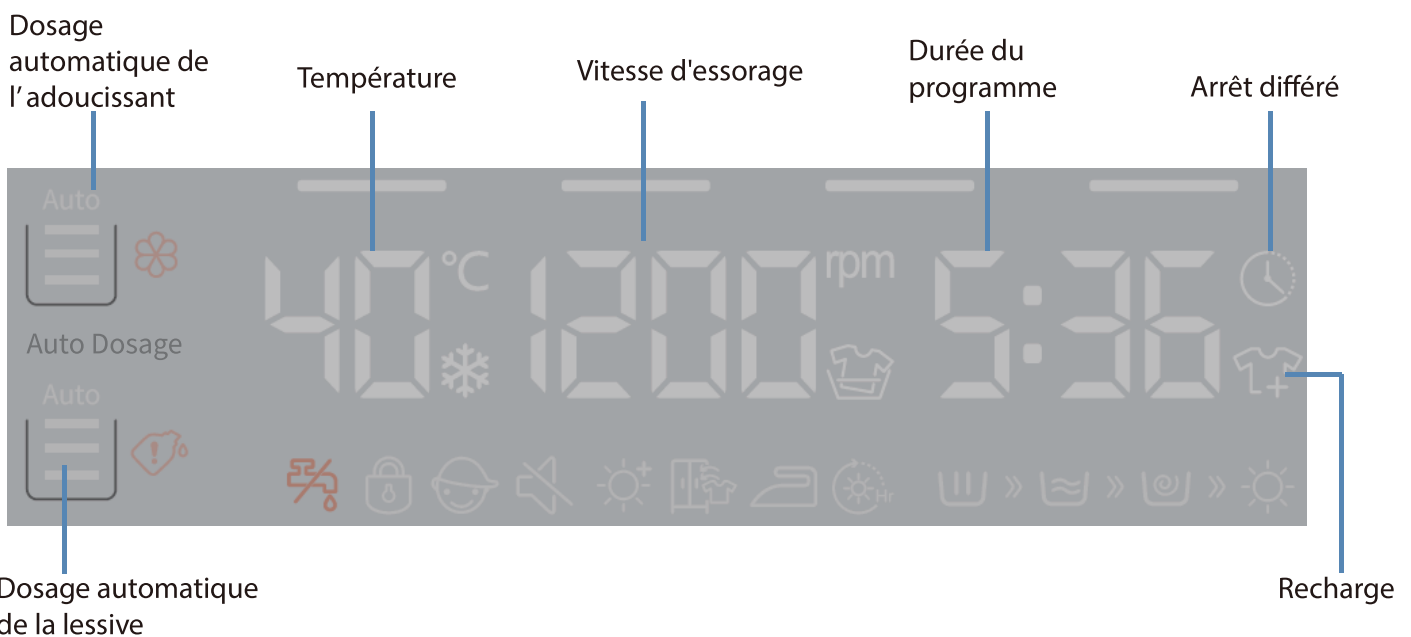 Dosage
automatique de
l’adoucissant
Température
Vitesse d'essorage
Durée du
programme
Arrêt différé
Auto
40 °C
1200 rpm
5:36
Auto Dosage
Auto
Hr
Dosage automatique
de la lessive
Recharge